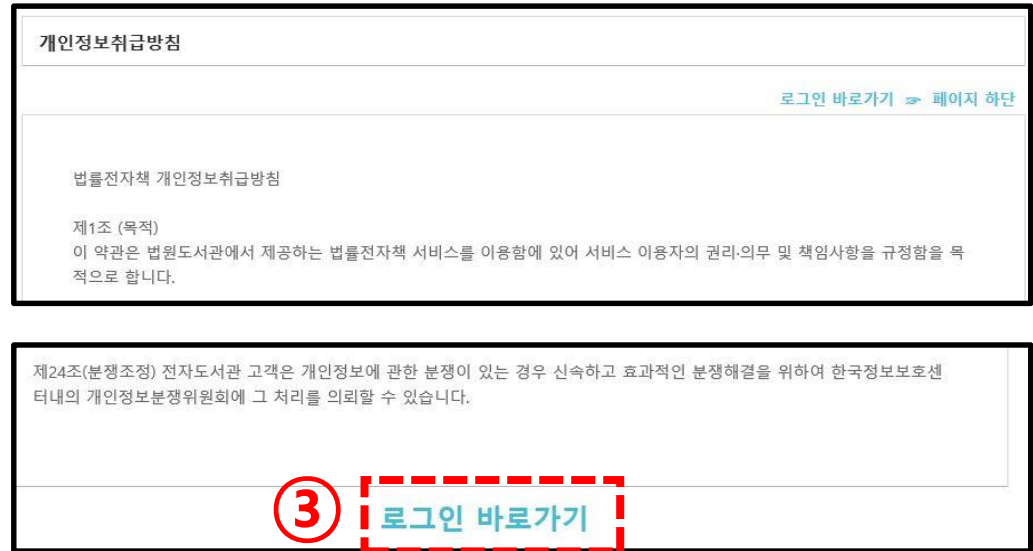 개인정보취급방침
로그인 바로가기 ☞ 페이지 하단
법률전자책 개인정보취급방침
제1조 (목적)
이 약관은 법원도서관에서 제공하는 법률전자책 서비스를 이용함에 있어 서비스 이용자의 권리·의무 및 책임사항을 규정함을 목
적으로 합니다.
제24조(분쟁조정) 전자도서관 고객은 개인정보에 관한 분쟁이 있는 경우 신속하고 효과적인 분쟁해결을 위하여 한국정보보호센
터내의 개인정보분쟁위원회에 그 처리를 의뢰할 수 있습니다.
③ 로그인 바로가기